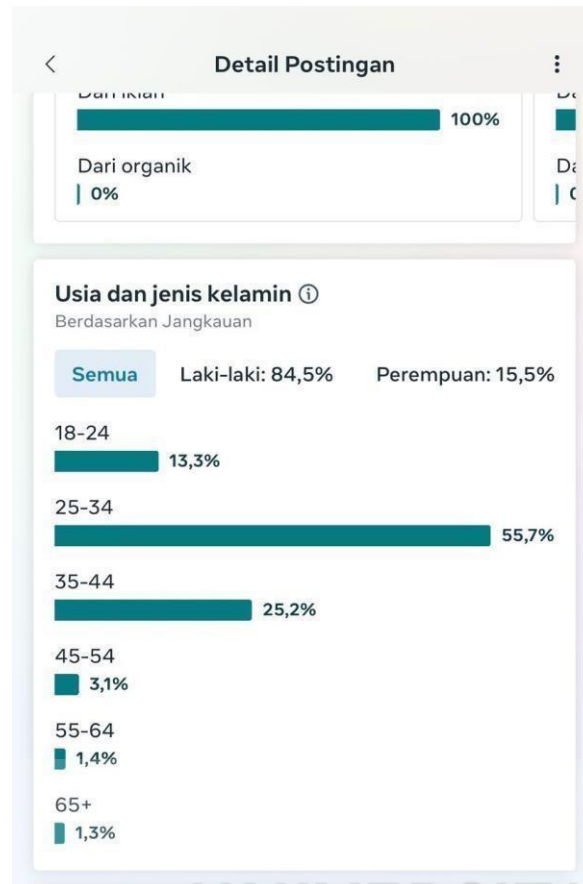 Detail Postingan
Dari iklan
100%
Dari organik
0%
Usia dan jenis kelamin
Berdasarkan Jangkauan
Semua Laki-laki: 84,5% Perempuan: 15,5%
18-24
13,3%
25-34
55,7%
35-44
25,2%
45-54
3,1%
55-64
1,4%
65+
1,3%